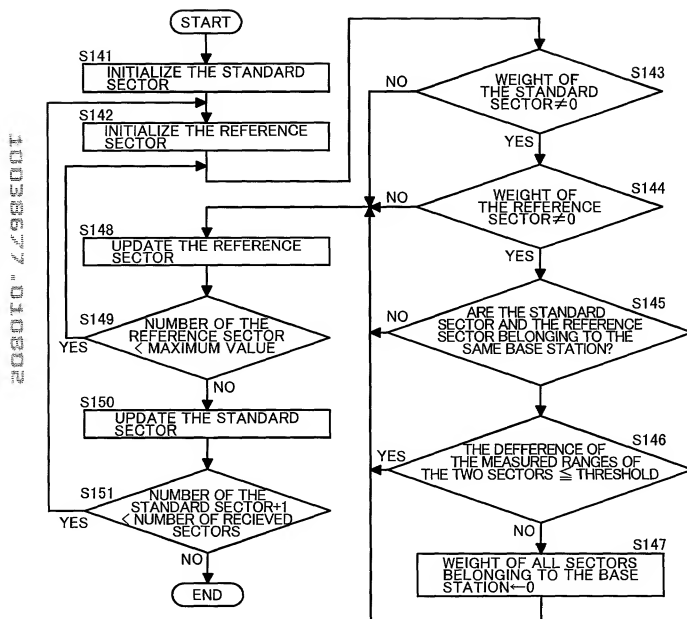 START
S141
INITIALIZE THE STANDARD
SECTOR
S142
INITIALIZE THE REFERENCE
SECTOR
S143
WEIGHT OF
THE STANDARD
SECTOR≠0
NO
YES
S144
WEIGHT OF
THE REFERENCE
SECTOR≠0
NO
YES
S145
ARE THE STANDARD
SECTOR AND THE REFERENCE
SECTOR BELONGING TO THE
SAME BASE STATION?
NO
S146
THE DEFFERENCE OF
THE MEASURED RANGES OF
THE TWO SECTORS ≦ THRESHOLD
YES
NO
S147
WEIGHT OF ALL SECTORS
BELONGING TO THE BASE
STATION←0
S148
UPDATE THE REFERENCE
SECTOR
S149
NUMBER OF THE
REFERENCE SECTOR
< MAXIMUM VALUE
YES
NO
S150
UPDATE THE STANDARD
SECTOR
S151
NUMBER OF THE
STANDARD SECTOR+1
< NUMBER OF RECIEVED
SECTORS
YES
NO
END
10038677.010802